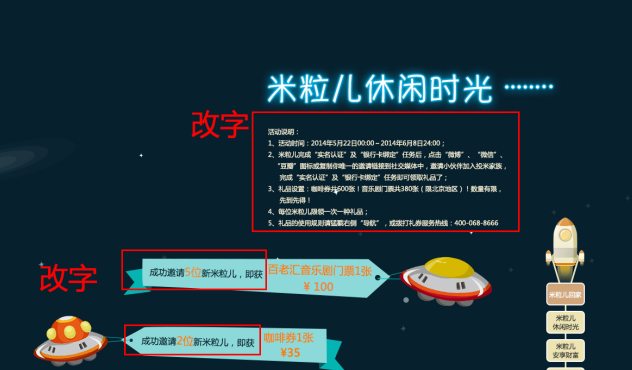 米粒儿休闲时光
改字
活动说明：
1、活动时间：2014年5月22日00:00－2014年6月8日24:00；
2、米粒儿完成“实名认证”及“银行卡绑定”任务后，点击“微博”、“微信”、
“豆瓣”图标或复制你唯一的邀请链接到社交媒体中，邀请小伙伴加入投米家族，
完成“实名认证”及“银行卡绑定”任务即可领取礼品了；
3、礼品设置：咖啡券共600张！音乐剧门票共380张（限北京地区）！数量有限，
先到先得！
4、每位米粒儿限领一次一种礼品；
5、礼品的使用规则请猛戳右侧“导航”，或拨打礼券服务热线：400-068-8666
改字
成功邀请5位新米粒儿，即获
百老汇音乐剧门票1张
¥ 100
成功邀请2位新米粒儿，即获
咖啡券1张
¥35
米粒儿回家
米粒儿
休闲时光
米粒儿
安享财富